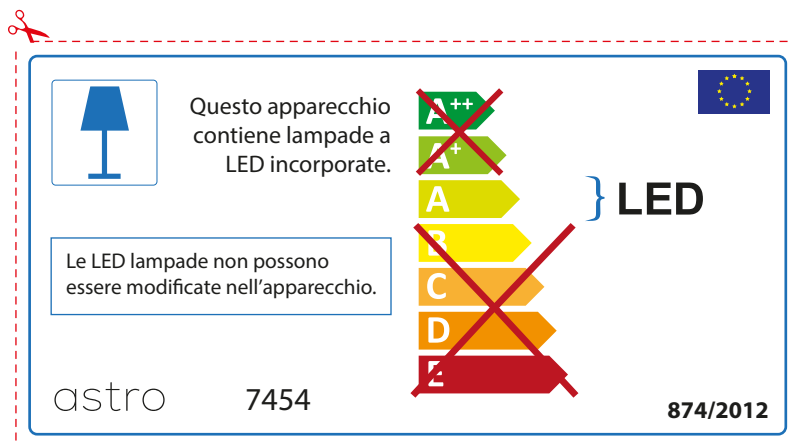 Questo apparecchio
contiene lampade a
LED incorporate.
Le LED lampade non possono
essere modificate nell'apparecchio.
A++
A+
A
B
C
D
E
LED
astro
7454
874/2012